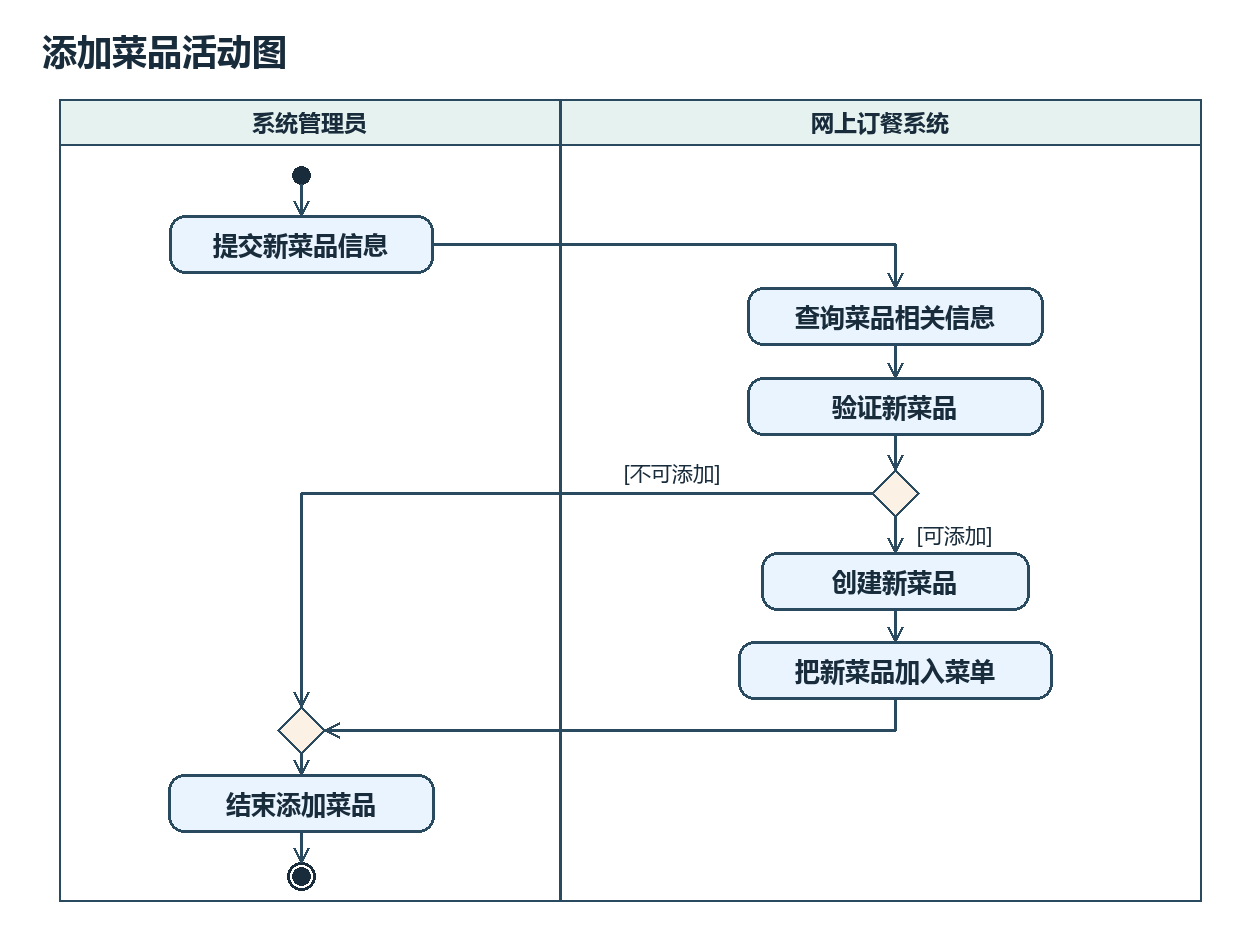 添加菜品活动图
系统管理员
网上订餐系统
提交新菜品信息
查询菜品相关信息
验证新菜品
[不可添加]
[可添加]
创建新菜品
把新菜品加入菜单
结束添加菜品